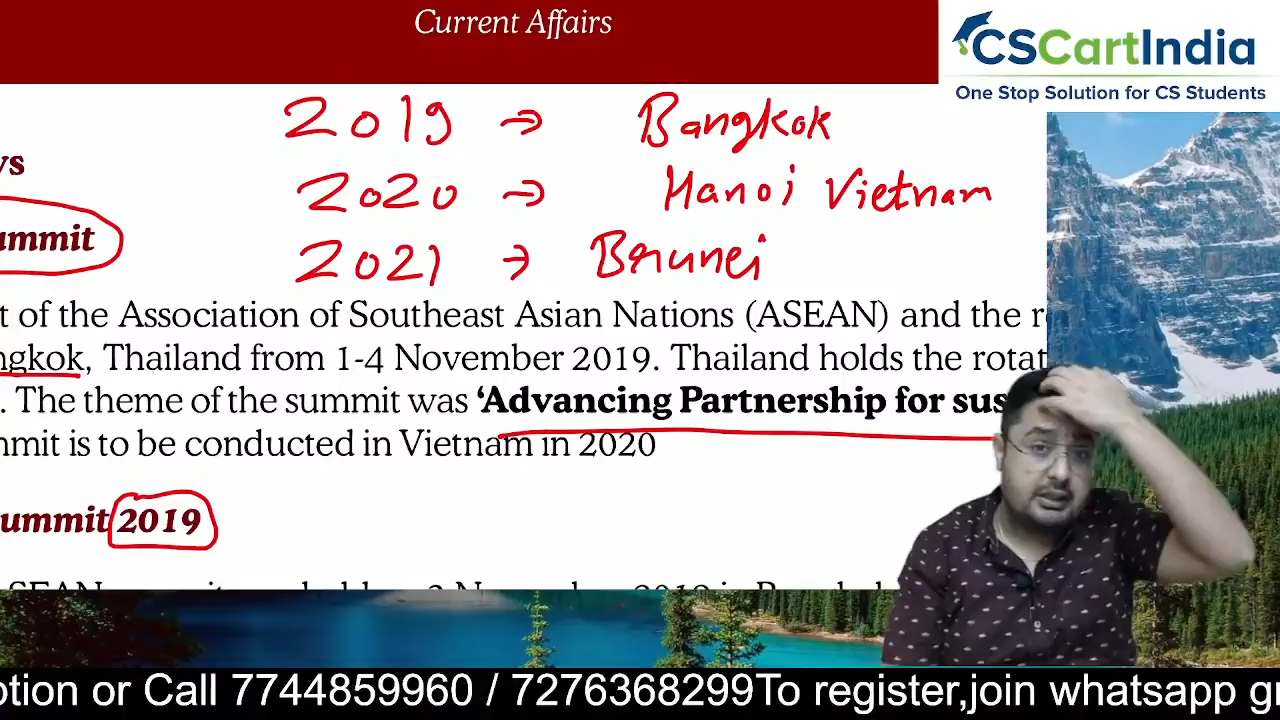 Current Affairs
CSCartIndia
One Stop Solution for CS Students
2019 → Bangkok
2020 → Hanoi Vietnam
2021 → Berunei
ummit
t of the Association of Southeast Asian Nations (ASEAN) and the r
ngkok, Thailand from 1-4 November 2019. Thailand holds the rotat
. The theme of the summit was ‘Advancing Partnership for sus
mmit is to be conducted in Vietnam in 2020
ummit 2019
ption or Call 7744859960 / 7276368299To register,join whatsapp gr